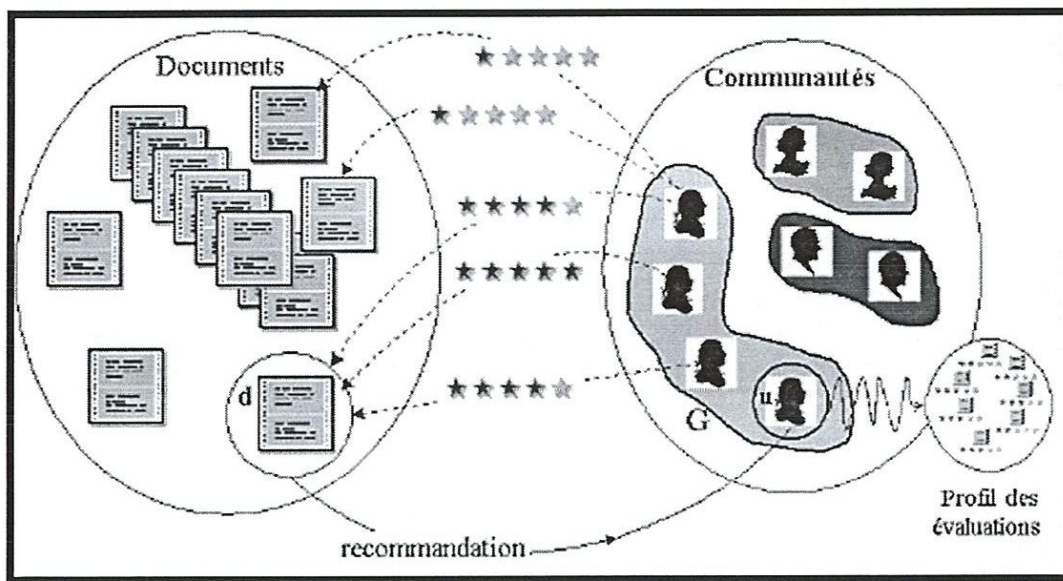 Documents
Communautés
d
G
u
Profil des
évaluations
recommandation